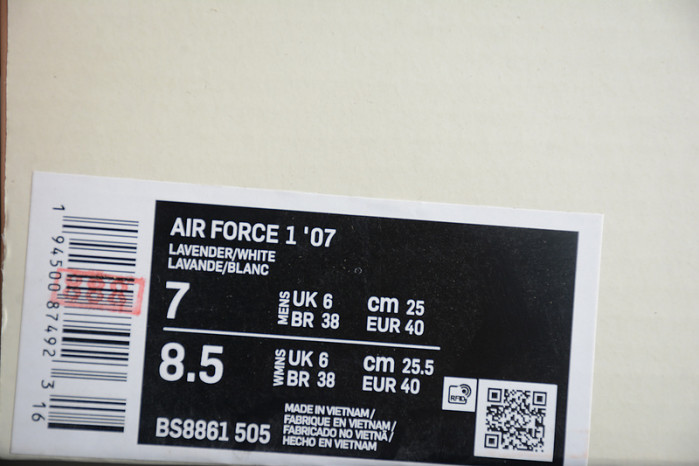 AIR FORCE 1 '07
LAVENDER/WHITE
LAVANDE/BLANC
7 MENS UK 6 cm 25
BR 38 EUR 40
8.5 WMNS UK 6 cm 25.5
BR 38 EUR 40
BS8861 505
MADE IN VIETNAM/
FABRIQUE EN VIETNAM/
FABRICADO NO VIETNÃ/
HECHO EN VIETNAM
RFID
1 94500 87492 3 16